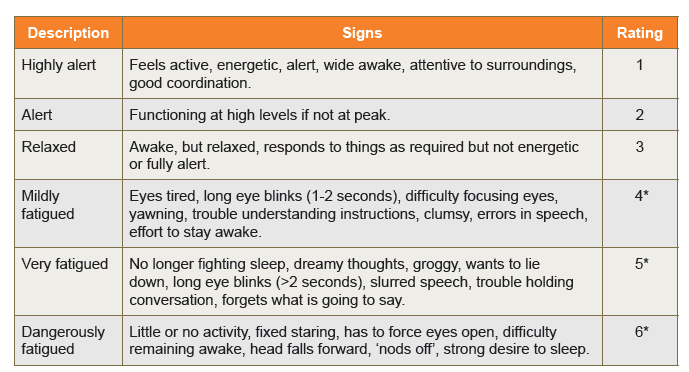 Description Signs Rating
Highly alert Feels active, energetic, alert, wide awake, attentive to surroundings, 1
good coordination.
Alert Functioning at high levels if not at peak. 2
Relaxed Awake, but relaxed, responds to things as required but not energetic 3
or fully alert.
Mildly Eyes tired, long eye blinks (1-2 seconds), difficulty focusing eyes, 4*
fatigued yawning, trouble understanding instructions, clumsy, errors in speech,
effort to stay awake.
Very fatigued No longer fighting sleep, dreamy thoughts, groggy, wants to lie 5*
down, long eye blinks (>2 seconds), slurred speech, trouble holding
conversation, forgets what is going to say.
Dangerously Little or no activity, fixed staring, has to force eyes open, difficulty 6*
fatigued remaining awake, head falls forward, ‘nods off’, strong desire to sleep.